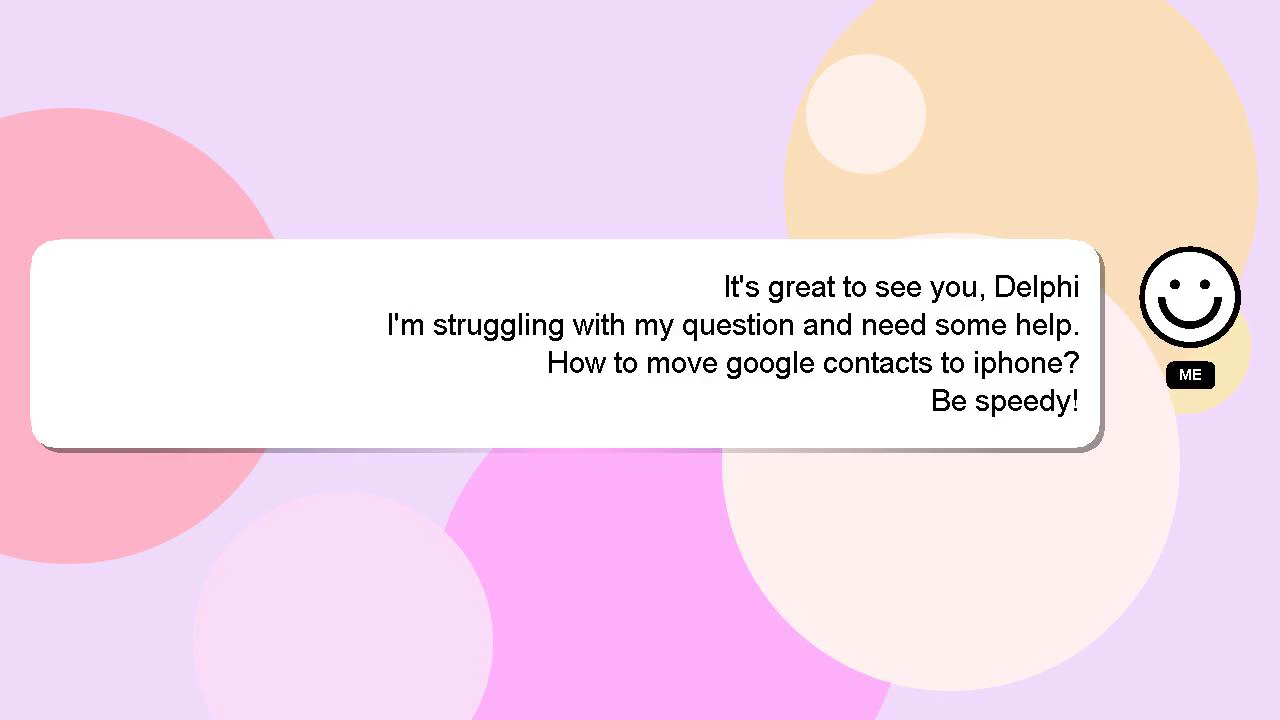 It's great to see you, Delphi
I'm struggling with my question and need some help.
How to move google contacts to iphone?
Be speedy!
ME